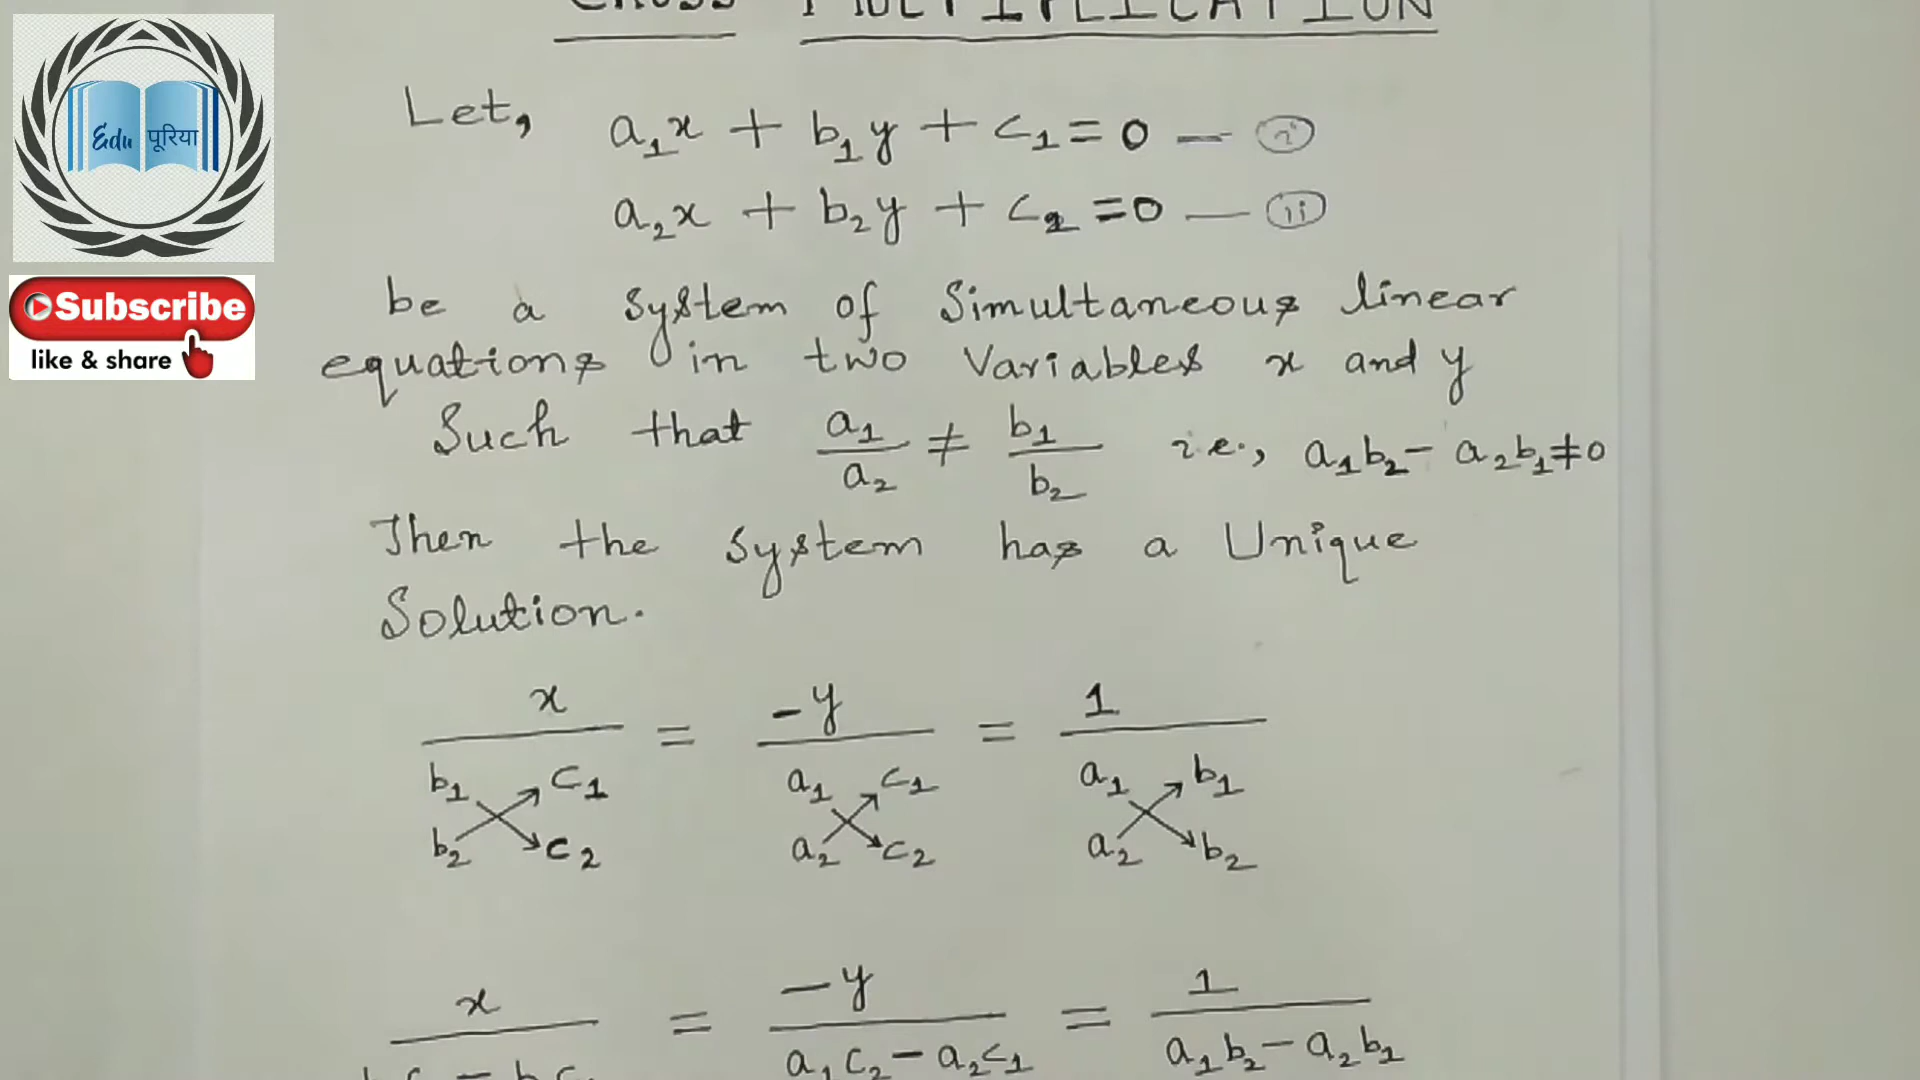 CROSS MULTIPLICATION
Let, a₁x + b₁y + c₁ = 0 — (i)
a₂x + b₂y + c₂ = 0 — (ii)
be a system of Simultaneous linear
equations in two Variables x and y
Such that a₁/a₂ ≠ b₁/b₂ i.e., a₁b₂ - a₂b₁ ≠ 0
Then the system has a Unique
Solution.
x = -y = 1
b₁ c₁ a₁ c₁ a₁ b₁
b₂ c₂ a₂ c₂ a₂ b₂
x = -y = 1
a₁c₂ - a₂c₁ a₁b₂ - a₂b₁
Edu पूरिया
Subscribe
like & share